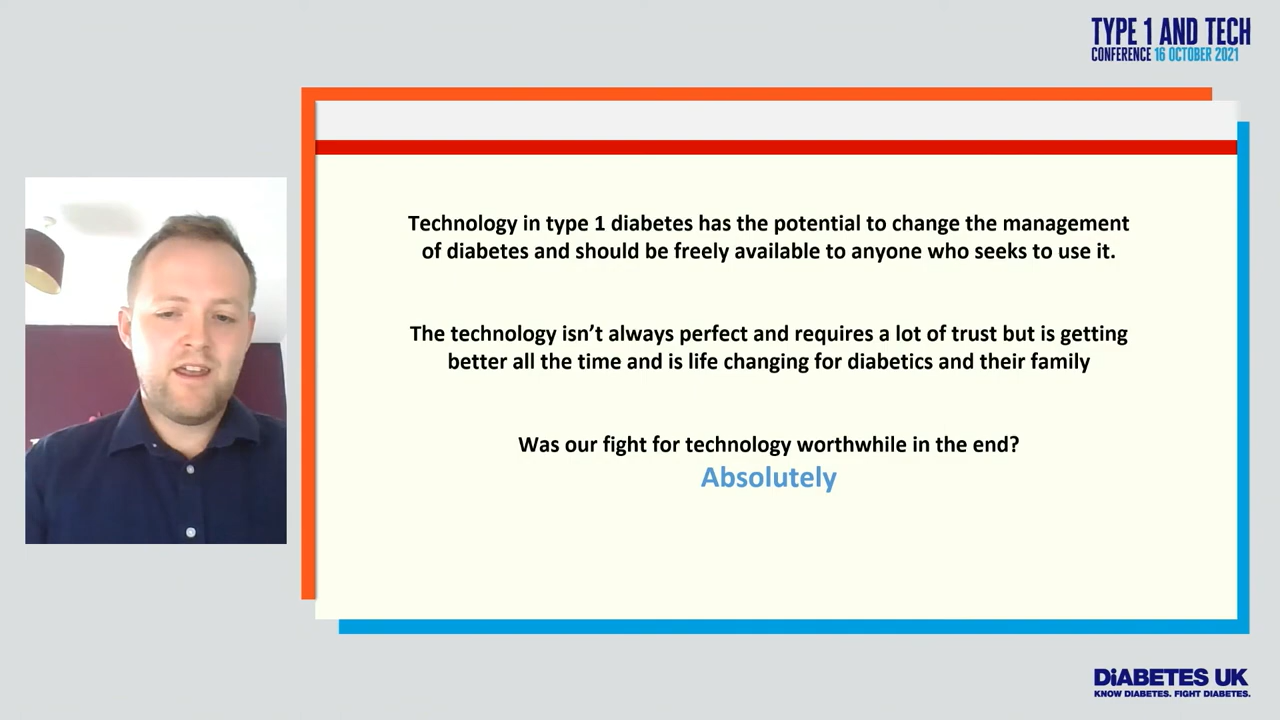 TYPE 1 AND TECH
CONFERENCE 16 OCTOBER 2021
Technology in type 1 diabetes has the potential to change the management
of diabetes and should be freely available to anyone who seeks to use it.
The technology isn’t always perfect and requires a lot of trust but is getting
better all the time and is life changing for diabetics and their family
Was our fight for technology worthwhile in the end?
Absolutely
DiABETES UK
KNOW DIABETES. FIGHT DIABETES.